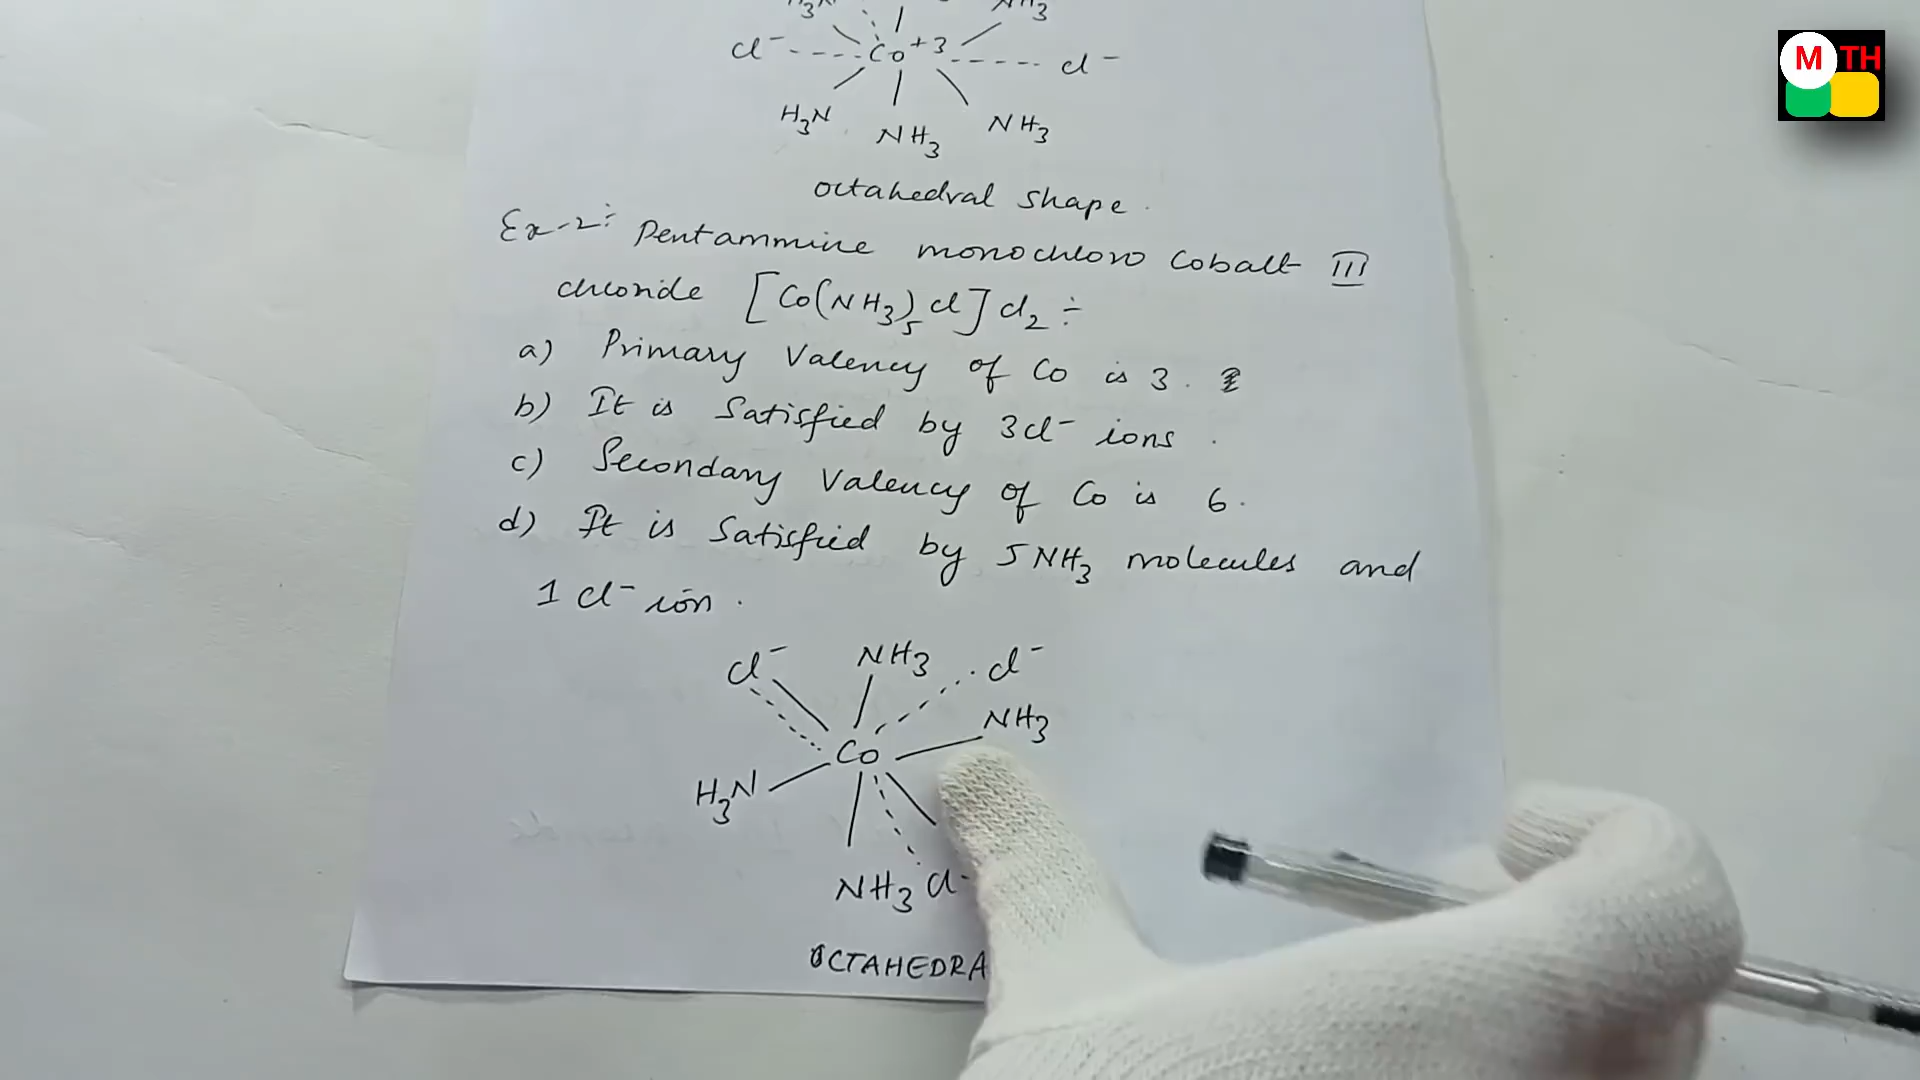 NH3
Cl⁻ Co⁺³ Cl⁻
H3N NH3 NH3
octahedral shape.
Ex-2:- Pentammine monochloro Cobalt III
chloride [Co(NH3)5 Cl] Cl2 :-
a) Primary Valency of Co is 3.
b) It is Satisfied by 3Cl⁻ ions.
c) Secondary Valency of Co is 6.
d) It is Satisfied by 5NH3 molecules and
1 Cl⁻ ion.
Cl⁻ NH3 Cl⁻
NH3
Co
H3N
NH3 Cl⁻
OCTAHEDRA
M TH